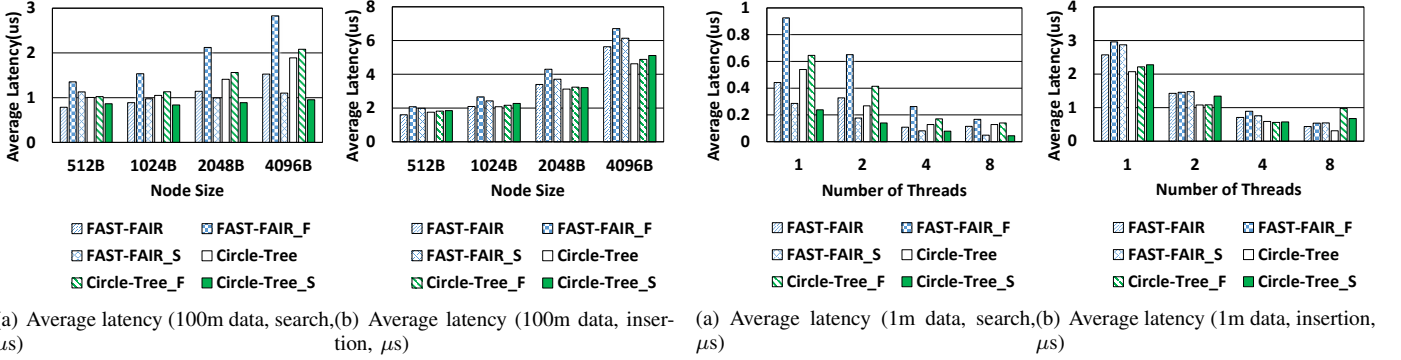 Average Latency(us)
3
2
1
0
512B 1024B 2048B 4096B
Node Size
FAST-FAIR FAST-FAIR_F
FAST-FAIR_S Circle-Tree
Circle-Tree_F Circle-Tree_S
(a) Average latency (100m data, search,
μs)
Average Latency(us)
8
6
4
2
0
512B 1024B 2048B 4096B
Node Size
FAST-FAIR FAST-FAIR_F
FAST-FAIR_S Circle-Tree
Circle-Tree_F Circle-Tree_S
(b) Average latency (100m data, inser-
tion, μs)
Average Latency(us)
1
0.8
0.6
0.4
0.2
0
1 2 4 8
Number of Threads
FAST-FAIR FAST-FAIR_F
FAST-FAIR_S Circle-Tree
Circle-Tree_F Circle-Tree_S
(a) Average latency (1m data, search,
μs)
Average Latency(us)
4
3
2
1
0
1 2 4 8
Number of Threads
FAST-FAIR FAST-FAIR_F
FAST-FAIR_S Circle-Tree
Circle-Tree_F Circle-Tree_S
(b) Average latency (1m data, insertion,
μs)